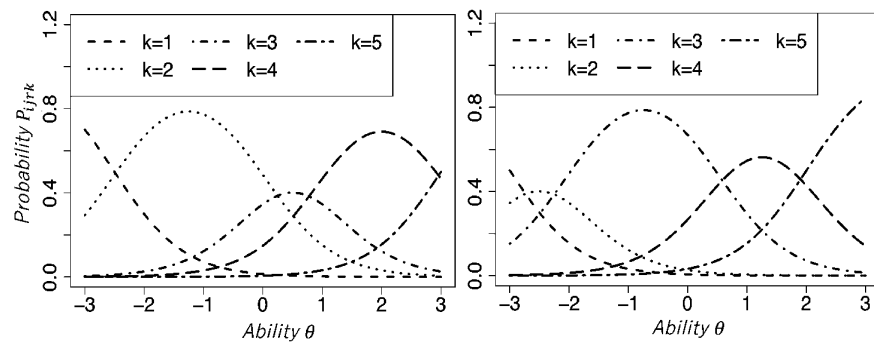 1.2
0.8
0.4
0.0
Probability P_ijrk
k=1 k=3 k=5
k=2 k=4
−3 −2 −1 0 1 2 3
Ability θ
1.2
0.8
0.4
0.0
k=1 k=3 k=5
k=2 k=4
−3 −2 −1 0 1 2 3
Ability θ